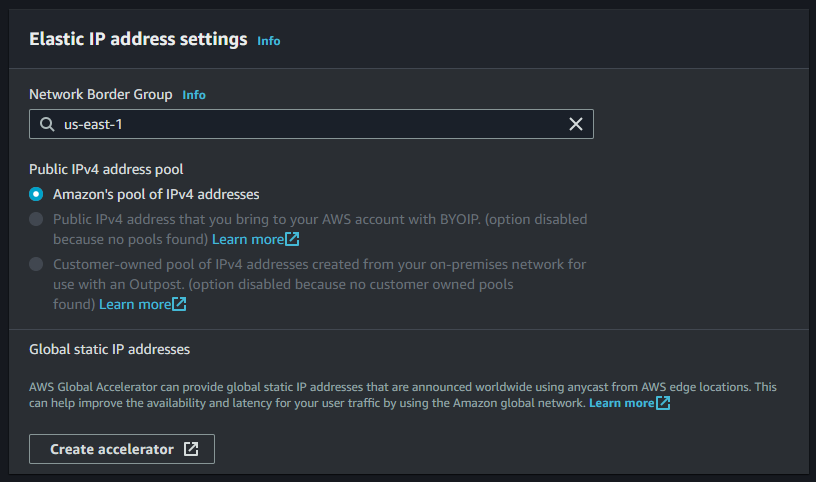 Elastic IP address settings Info
Network Border Group Info
us-east-1
Public IPv4 address pool
Amazon's pool of IPv4 addresses
Public IPv4 address that you bring to your AWS account with BYOIP. (option disabled
because no pools found) Learn more
Customer-owned pool of IPv4 addresses created from your on-premises network for
use with an Outpost. (option disabled because no customer owned pools
found) Learn more
Global static IP addresses
AWS Global Accelerator can provide global static IP addresses that are announced worldwide using anycast from AWS edge locations. This
can help improve the availability and latency for your user traffic by using the Amazon global network. Learn more
Create accelerator